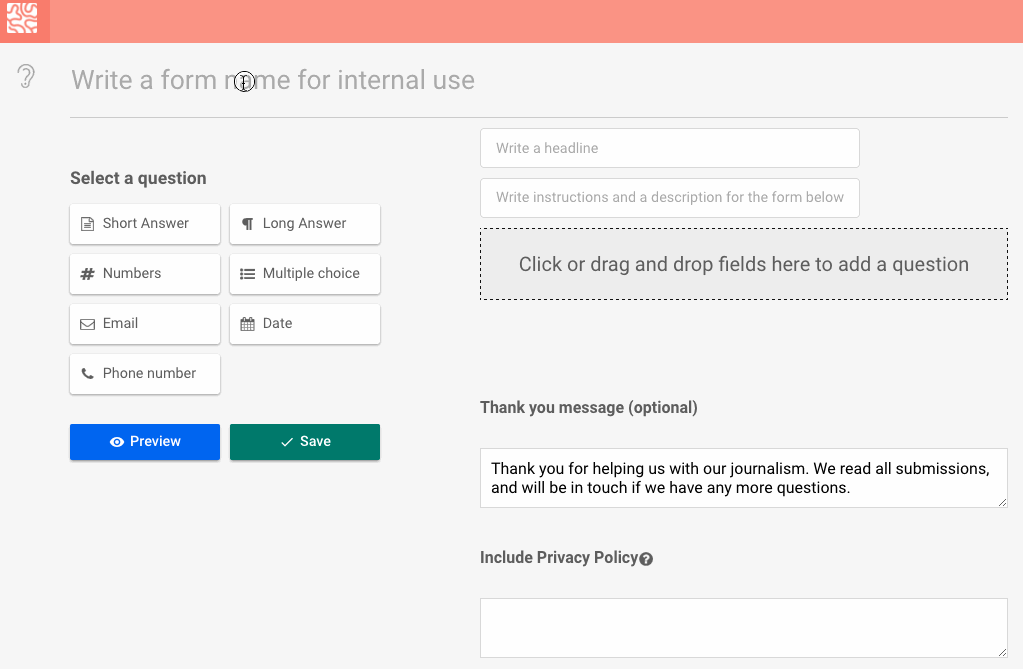 Write a form name for internal use
Select a question
Short Answer
Long Answer
Numbers
Multiple choice
Email
Date
Phone number
Preview
Save
Write a headline
Write instructions and a description for the form below
Click or drag and drop fields here to add a question
Thank you message (optional)
Thank you for helping us with our journalism. We read all submissions,
and will be in touch if we have any more questions.
Include Privacy Policy